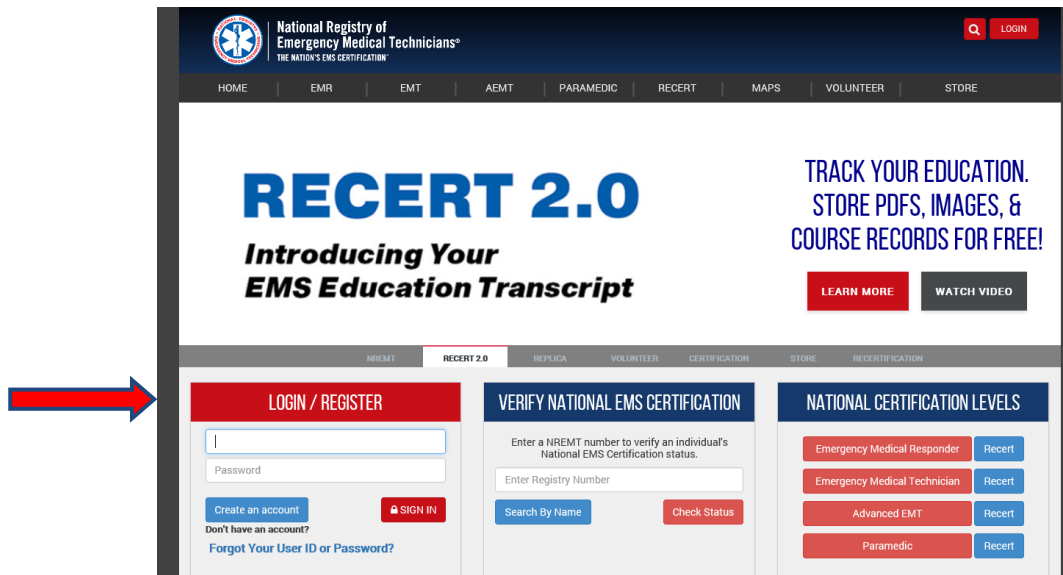 National Registry of
Emergency Medical Technicians®
THE NATION'S EMS CERTIFICATION
LOGIN
HOME EMR EMT AEMT PARAMEDIC RECERT MAPS VOLUNTEER STORE
RECERT 2.0
Introducing Your
EMS Education Transcript
TRACK YOUR EDUCATION.
STORE PDFS, IMAGES, &
COURSE RECORDS FOR FREE!
LEARN MORE WATCH VIDEO
NREMT RECERT 2.0 REPLICA VOLUNTEER CERTIFICATION STORE RECERTIFICATION
LOGIN / REGISTER
Password
Create an account SIGN IN
Don't have an account?
Forgot Your User ID or Password?
VERIFY NATIONAL EMS CERTIFICATION
Enter a NREMT number to verify an individual's
National EMS Certification status.
Enter Registry Number
Search By Name Check Status
NATIONAL CERTIFICATION LEVELS
Emergency Medical Responder Recert
Emergency Medical Technician Recert
Advanced EMT Recert
Paramedic Recert